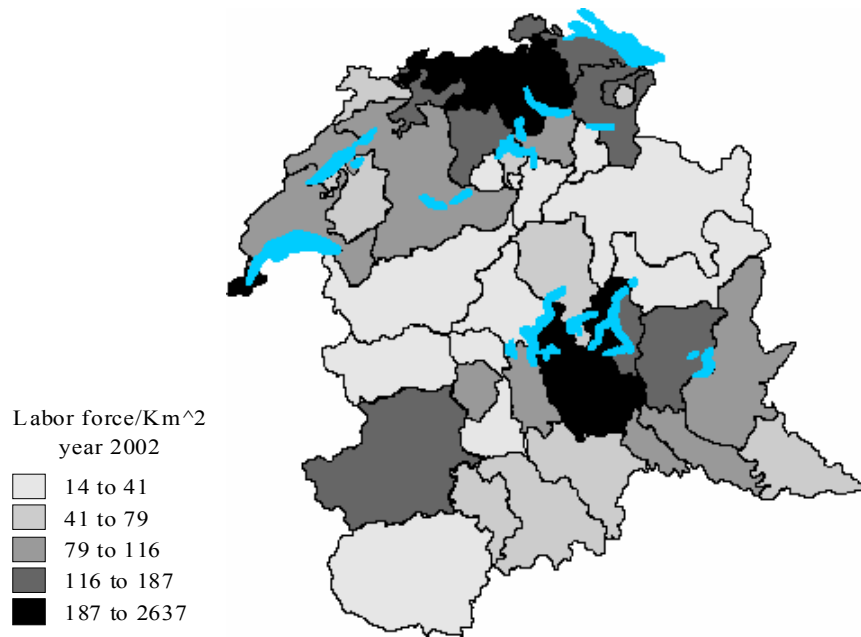 Labor force/Km^2
year 2002
14 to 41
41 to 79
79 to 116
116 to 187
187 to 2637